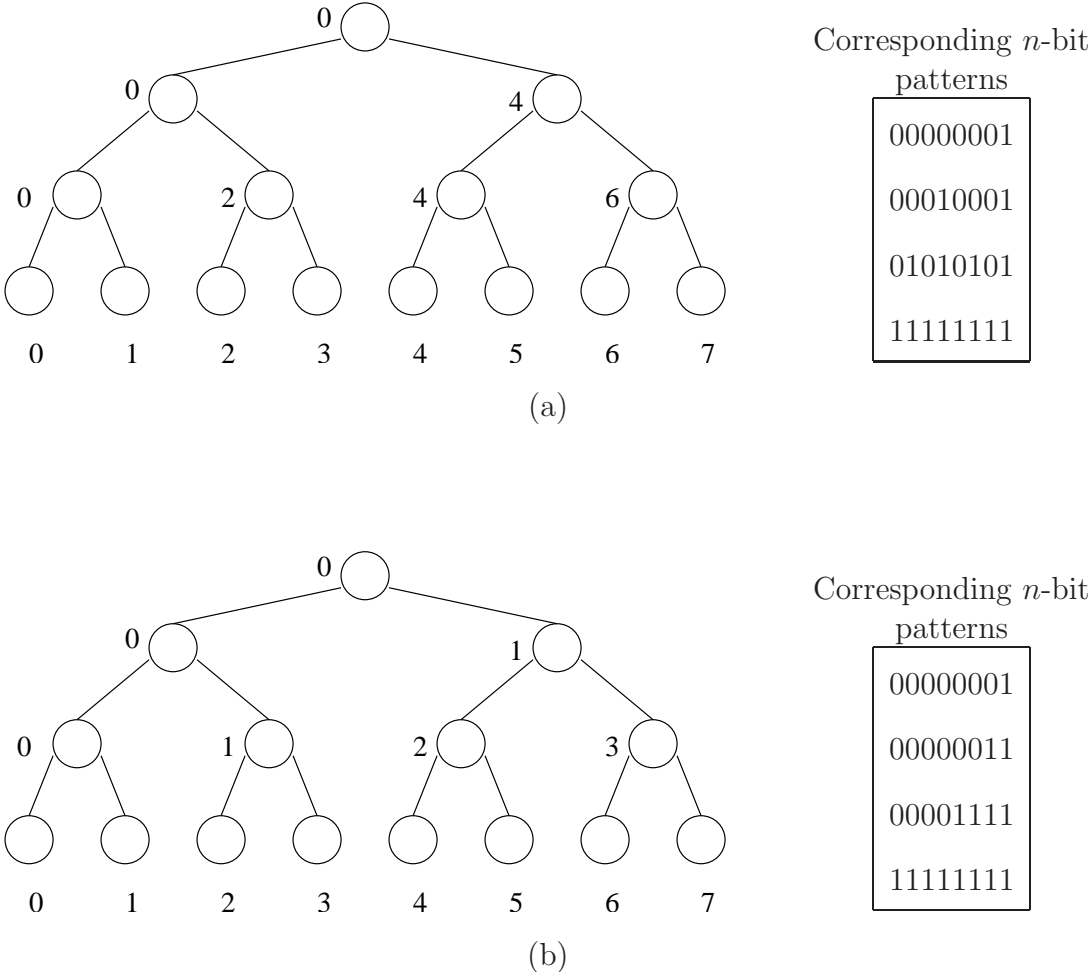 0
Corresponding n-bit
patterns
0 4
00000001
0 2 4 6
00010001
01010101
11111111
0 1 2 3 4 5 6 7
(a)
0
Corresponding n-bit
patterns
0 1
00000001
0 1 2 3
00000011
00001111
11111111
0 1 2 3 4 5 6 7
(b)